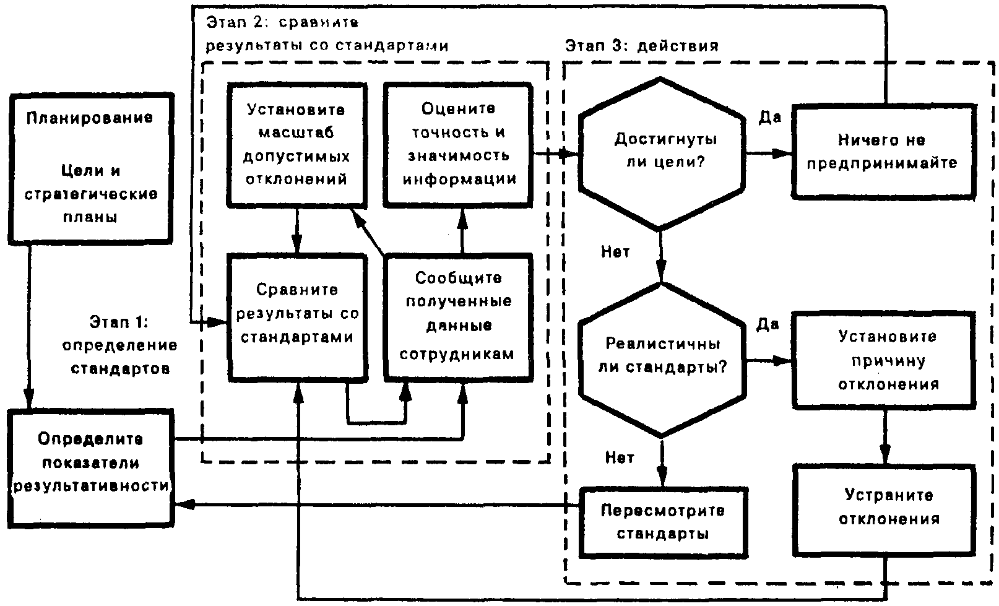 Этап 2: сравните
результаты со стандартами
Этап 3: действия
Планирование
Цели и
стратегические
планы
Установите
масштаб
допустимых
отклонений
Оцените
точность и
значимость
информации
Достигнуты
ли цели?
Да
Ничего не
предпринимайте
Нет
Этап 1:
определение
стандартов
Сравните
результаты со
стандартами
Сообщите
полученные
данные
сотрудникам
Реалистичны
ли стандарты?
Да
Установите
причину
отклонения
Нет
Определите
показатели
результативности
Пересмотрите
стандарты
Устраните
отклонения